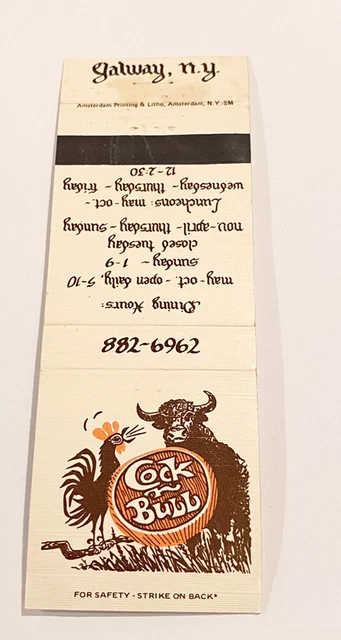 Galway, N.Y.
Amsterdam Printing & Litho, Amsterdam, N.Y. SM
Dining Hours:
may - oct. - open daily, 5-10,
sunday - 1-9
closed tuesday
nov.-april - thursday - sunday
Luncheons: may - oct. -
wednesday - thursday - friday
12-2:30
882-6962
COCK
N
BULL
FOR SAFETY - STRIKE ON BACK*